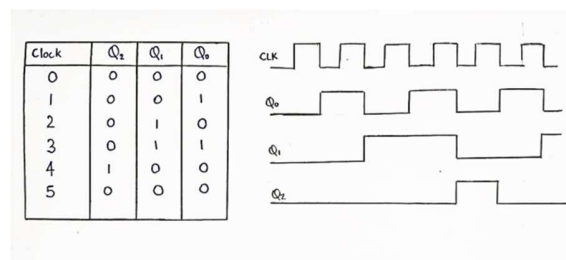 Clock Q₂ Q₁ Q₀
0 0 0 0
1 0 0 1
2 0 1 0
3 0 1 1
4 1 0 0
5 0 0 0
CLK
Q₀
Q₁
Q₂